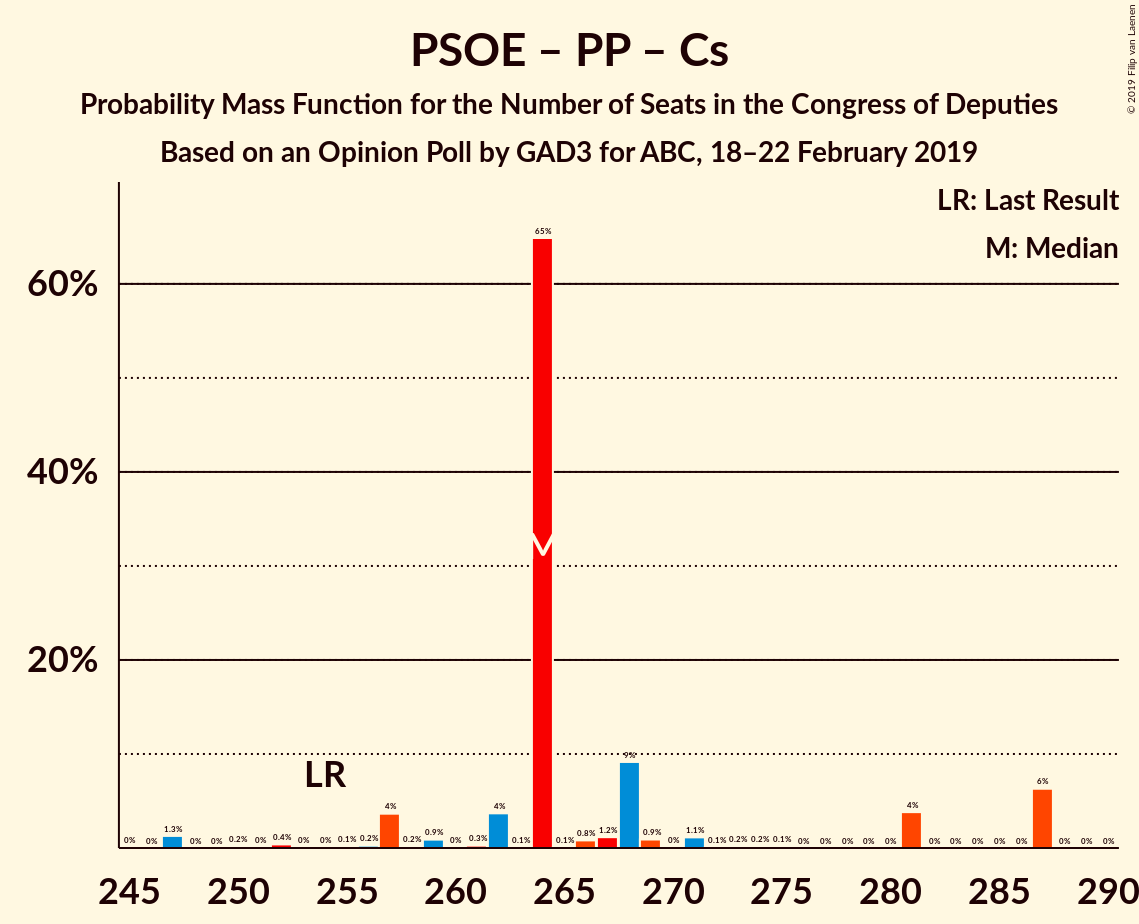 PSOE – PP – Cs
Probability Mass Function for the Number of Seats in the Congress of Deputies
Based on an Opinion Poll by GAD3 for ABC, 18–22 February 2019
© 2019 Filip van Laenen
LR: Last Result
M: Median
60%
40%
20%
LR
M
0% 0% 1.3% 0% 0% 0.2% 0% 0.4% 0% 0% 0.1% 0.2% 4% 0.2% 0.9% 0% 0.3% 4% 0.1% 65% 0.1% 0.8% 1.2% 9% 0.9% 0% 1.1% 0.1% 0.2% 0.2% 0.1% 0% 0% 0% 0% 0% 4% 0% 0% 0% 0% 0% 6% 0% 0% 0%
245 250 255 260 265 270 275 280 285 290